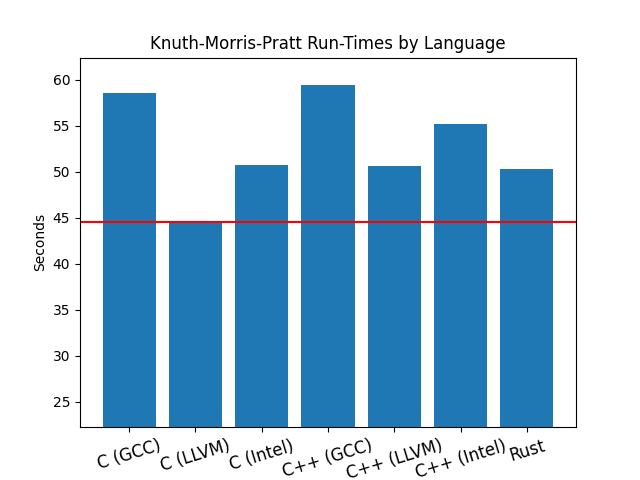 Knuth-Morris-Pratt Run-Times by Language
Seconds
60
55
50
45
40
35
30
25
C (GCC)
C (LLVM)
C (Intel)
C++ (GCC)
C++ (LLVM)
C++ (Intel)
Rust